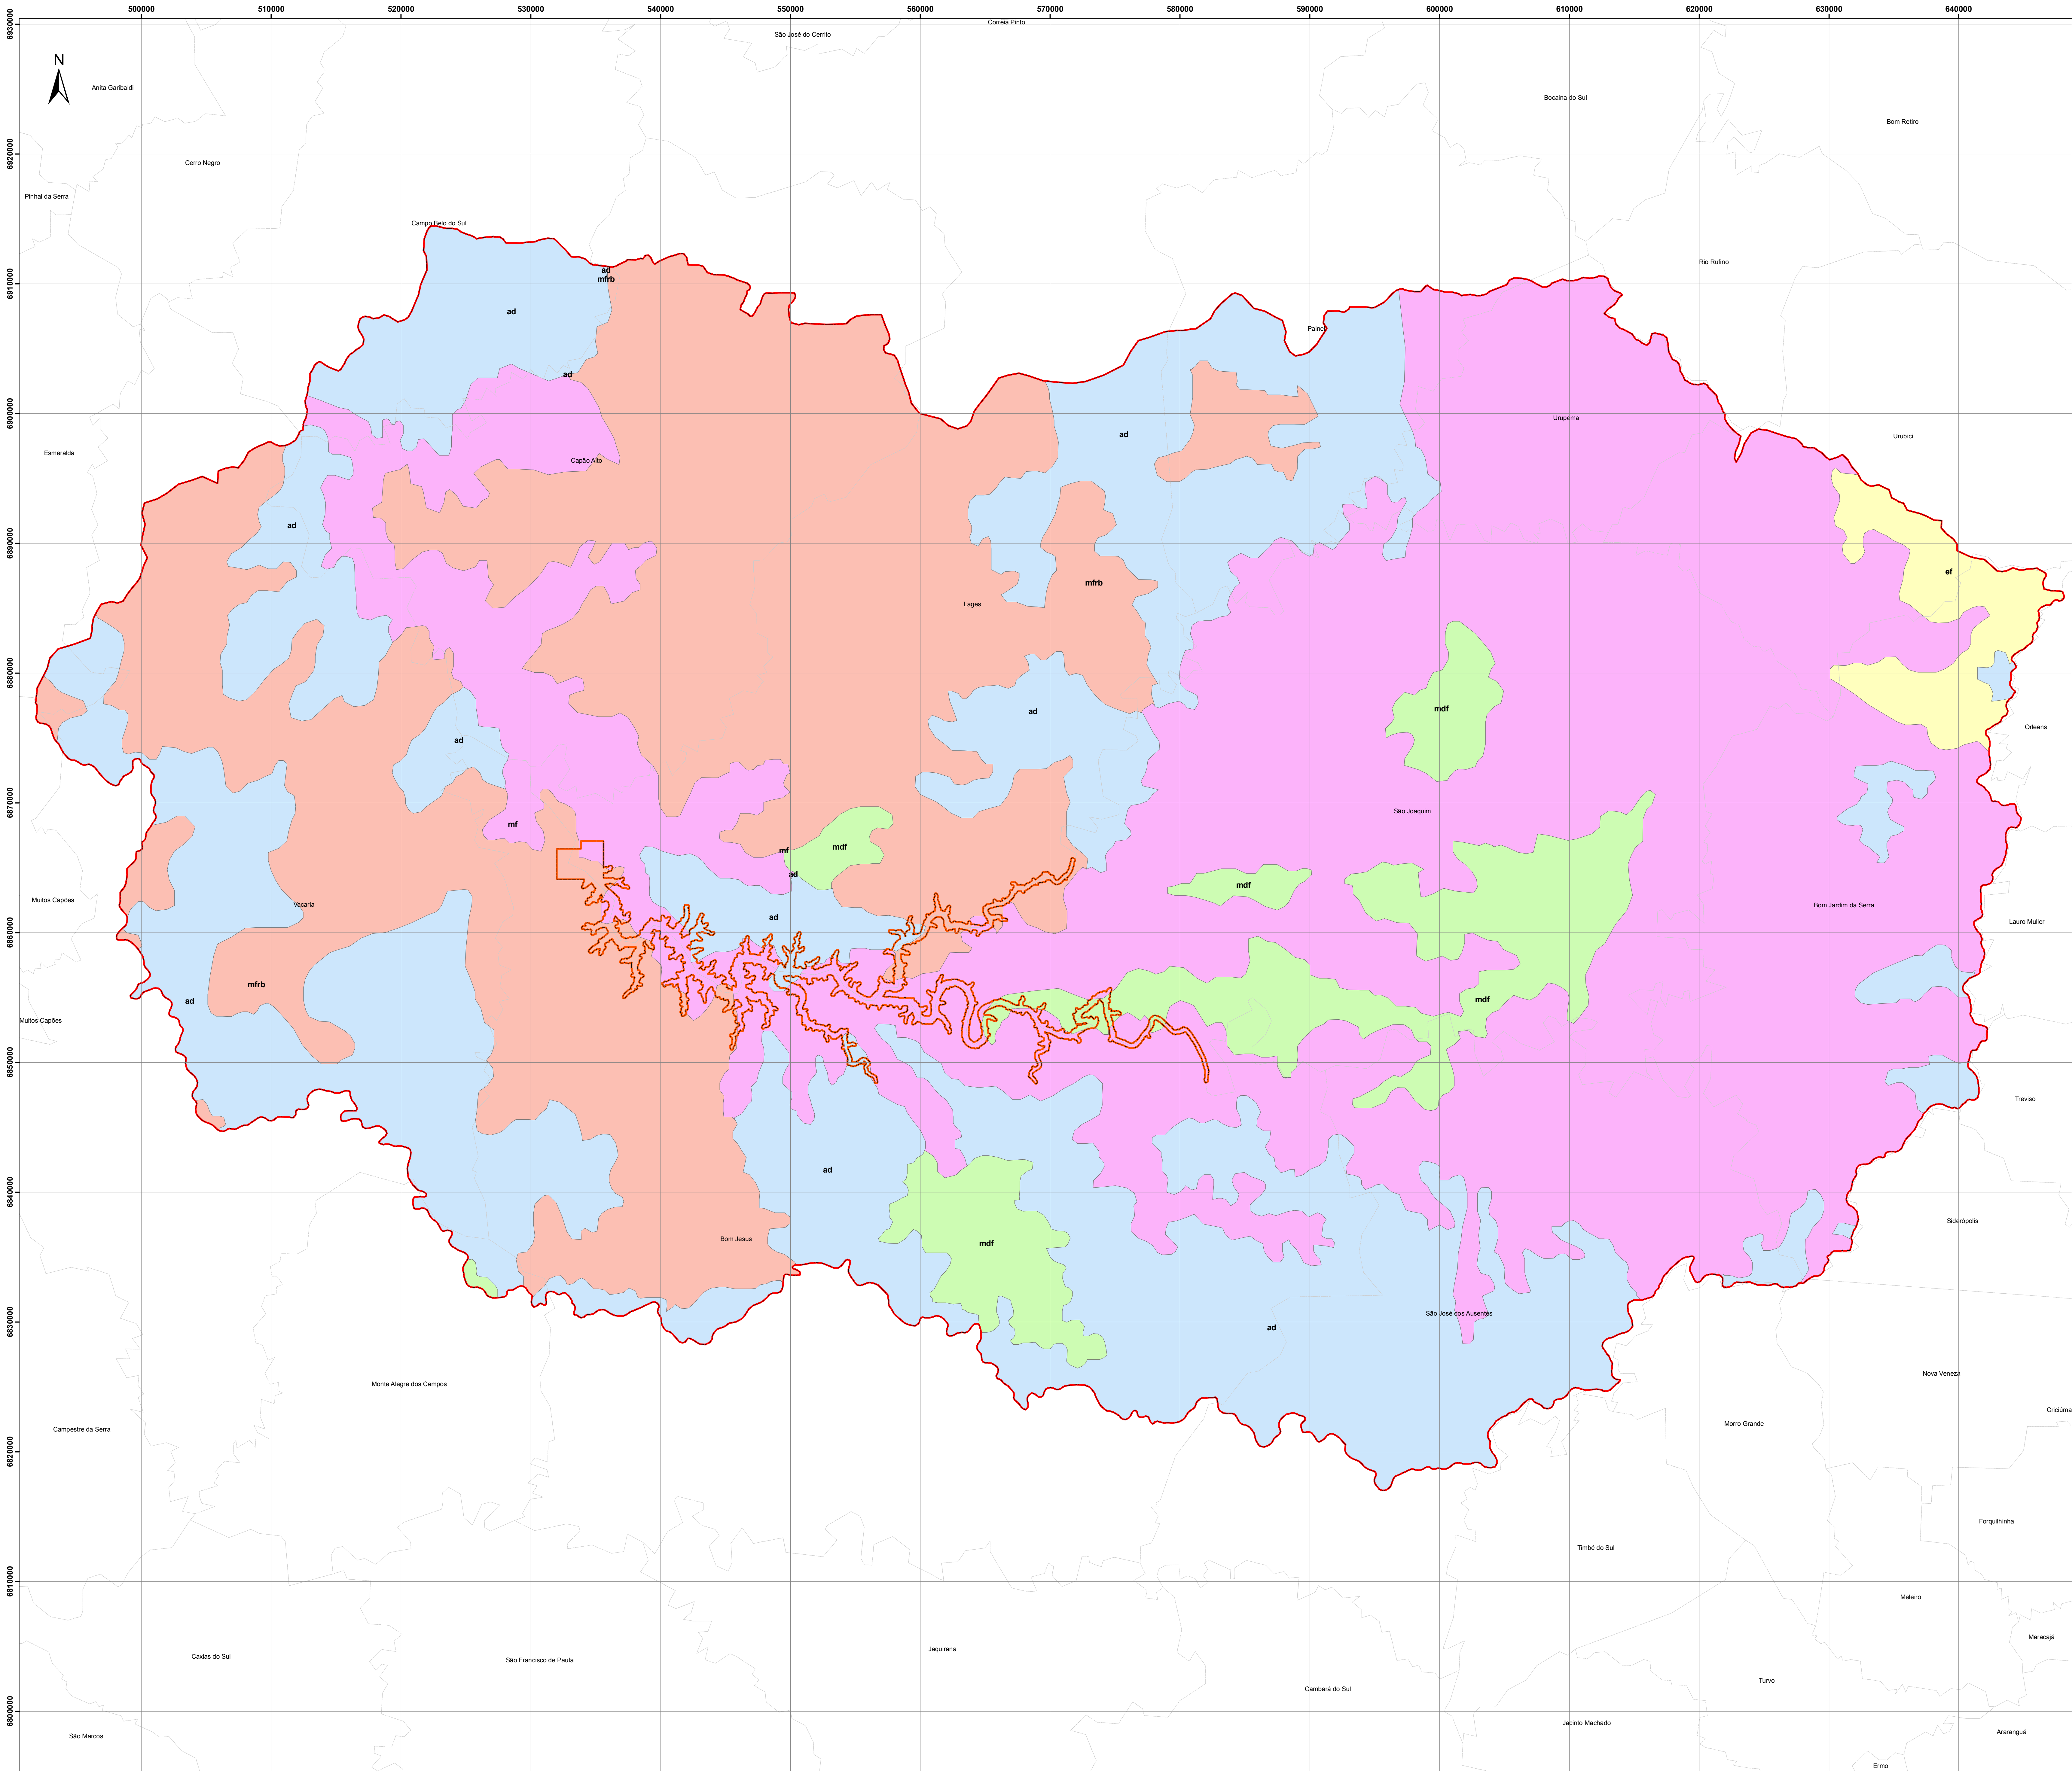 500000 510000 520000 530000 540000 550000 560000 570000 580000 590000 600000 610000 620000 630000 640000
6930000
Correia Pinto
São José do Cerrito
N
Anita Garibaldi
Bocaina do Sul
Bom Retiro
6920000
Cerro Negro
Pinhal da Serra
Campo Belo do Sul
Rio Rufino
ad
mfrb
6910000
ad
Painel
ad
6900000
Urupema
ad
Urubici
Esmeralda
Capão Alto
ad
6890000
ef
mfrb
Lages
6880000
mdf
ad
Orleans
ad
6870000
São Joaquim
mf
mf
mdf
ad
mdf
Muitos Capões
Vacaria
Bom Jardim da Serra
ad
Lauro Muller
6860000
mfrb
ad
mdf
Muitos Capões
6850000
Treviso
ad
6840000
Siderópolis
Bom Jesus
mdf
6830000
São José dos Ausentes
ad
Nova Veneza
Monte Alegre dos Campos
Criciúma
Morro Grande
Campestre da Serra
6820000
Forquilhinha
Timbé do Sul
6810000
Meleiro
Maracajá
Jaquirana
Caxias do Sul
São Francisco de Paula
Turvo
Cambará do Sul
6800000
Jacinto Machado
Araranguá
São Marcos
Ermo